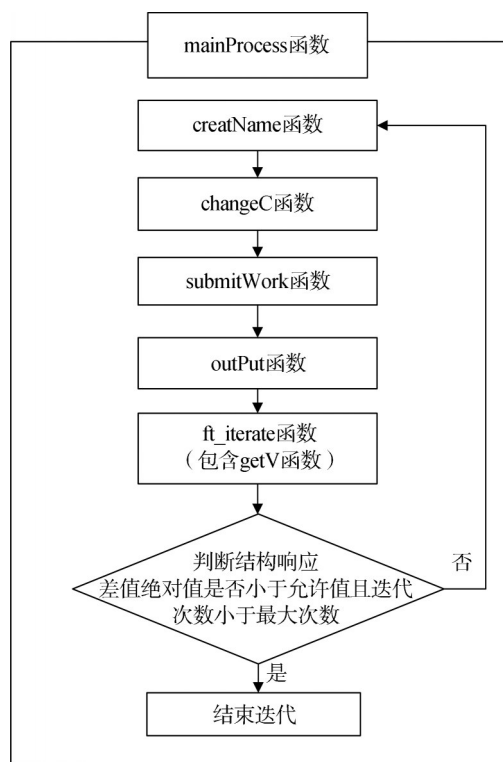 mainProcess函数
creatName函数
changeC函数
submitWork函数
outPut函数
ft_iterate函数
（包含getV函数）
判断结构响应
差值绝对值是否小于允许值且迭代
次数小于最大次数
否
是
结束迭代